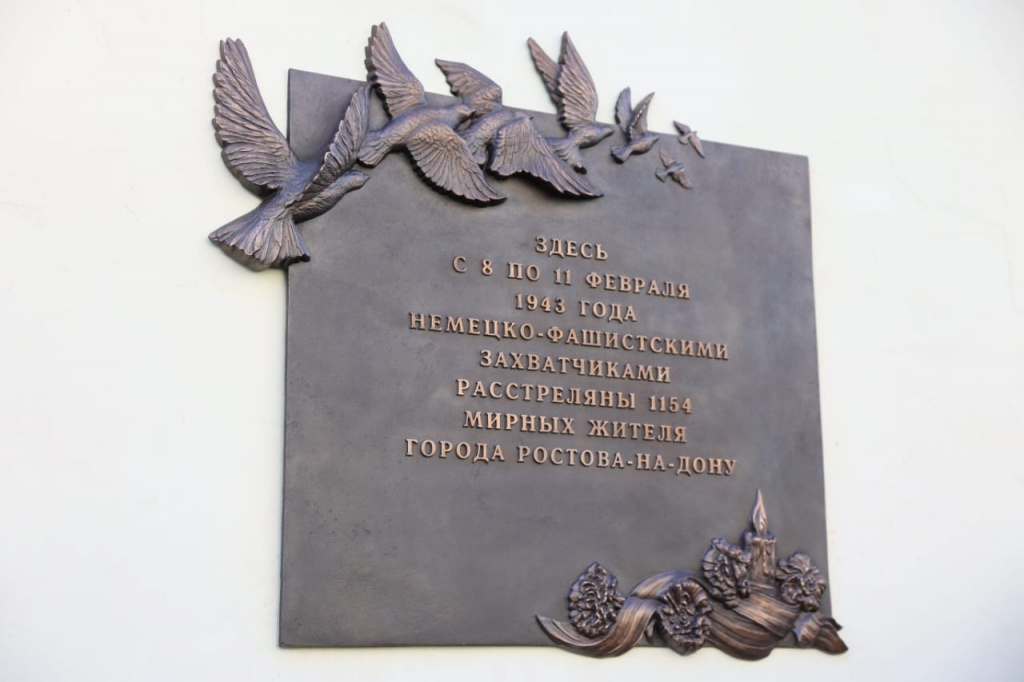 ЗДЕСЬ
С 8 ПО 11 ФЕВРАЛЯ
1943 ГОДА
НЕМЕЦКО-ФАШИСТСКИМИ
ЗАХВАТЧИКАМИ
РАССТРЕЛЯНЫ 1154
МИРНЫХ ЖИТЕЛЯ
ГОРОДА РОСТОВА-НА-ДОНУ